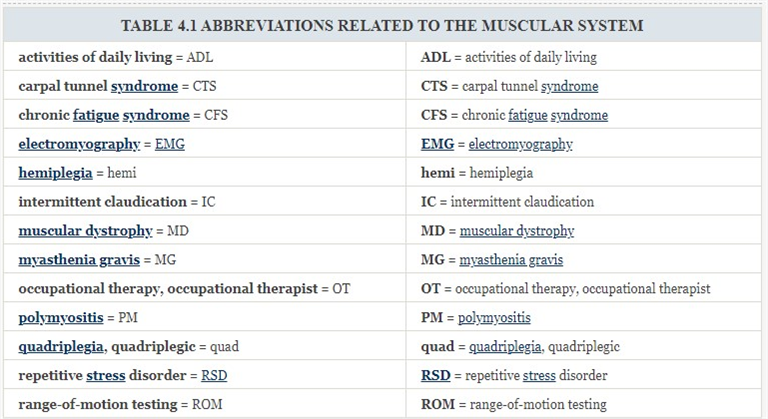 TABLE 4.1 ABBREVIATIONS RELATED TO THE MUSCULAR SYSTEM
activities of daily living = ADL
ADL = activities of daily living
carpal tunnel syndrome = CTS
CTS = carpal tunnel syndrome
chronic fatigue syndrome = CFS
CFS = chronic fatigue syndrome
electromyography = EMG
EMG = electromyography
hemiplegia = hemi
hemi = hemiplegia
intermittent claudication = IC
IC = intermittent claudication
muscular dystrophy = MD
MD = muscular dystrophy
myasthenia gravis = MG
MG = myasthenia gravis
occupational therapy, occupational therapist = OT
OT = occupational therapy, occupational therapist
polymyositis = PM
PM = polymyositis
quadriplegia, quadriplegic = quad
quad = quadriplegia, quadriplegic
repetitive stress disorder = RSD
RSD = repetitive stress disorder
range-of-motion testing = ROM
ROM = range-of-motion testing